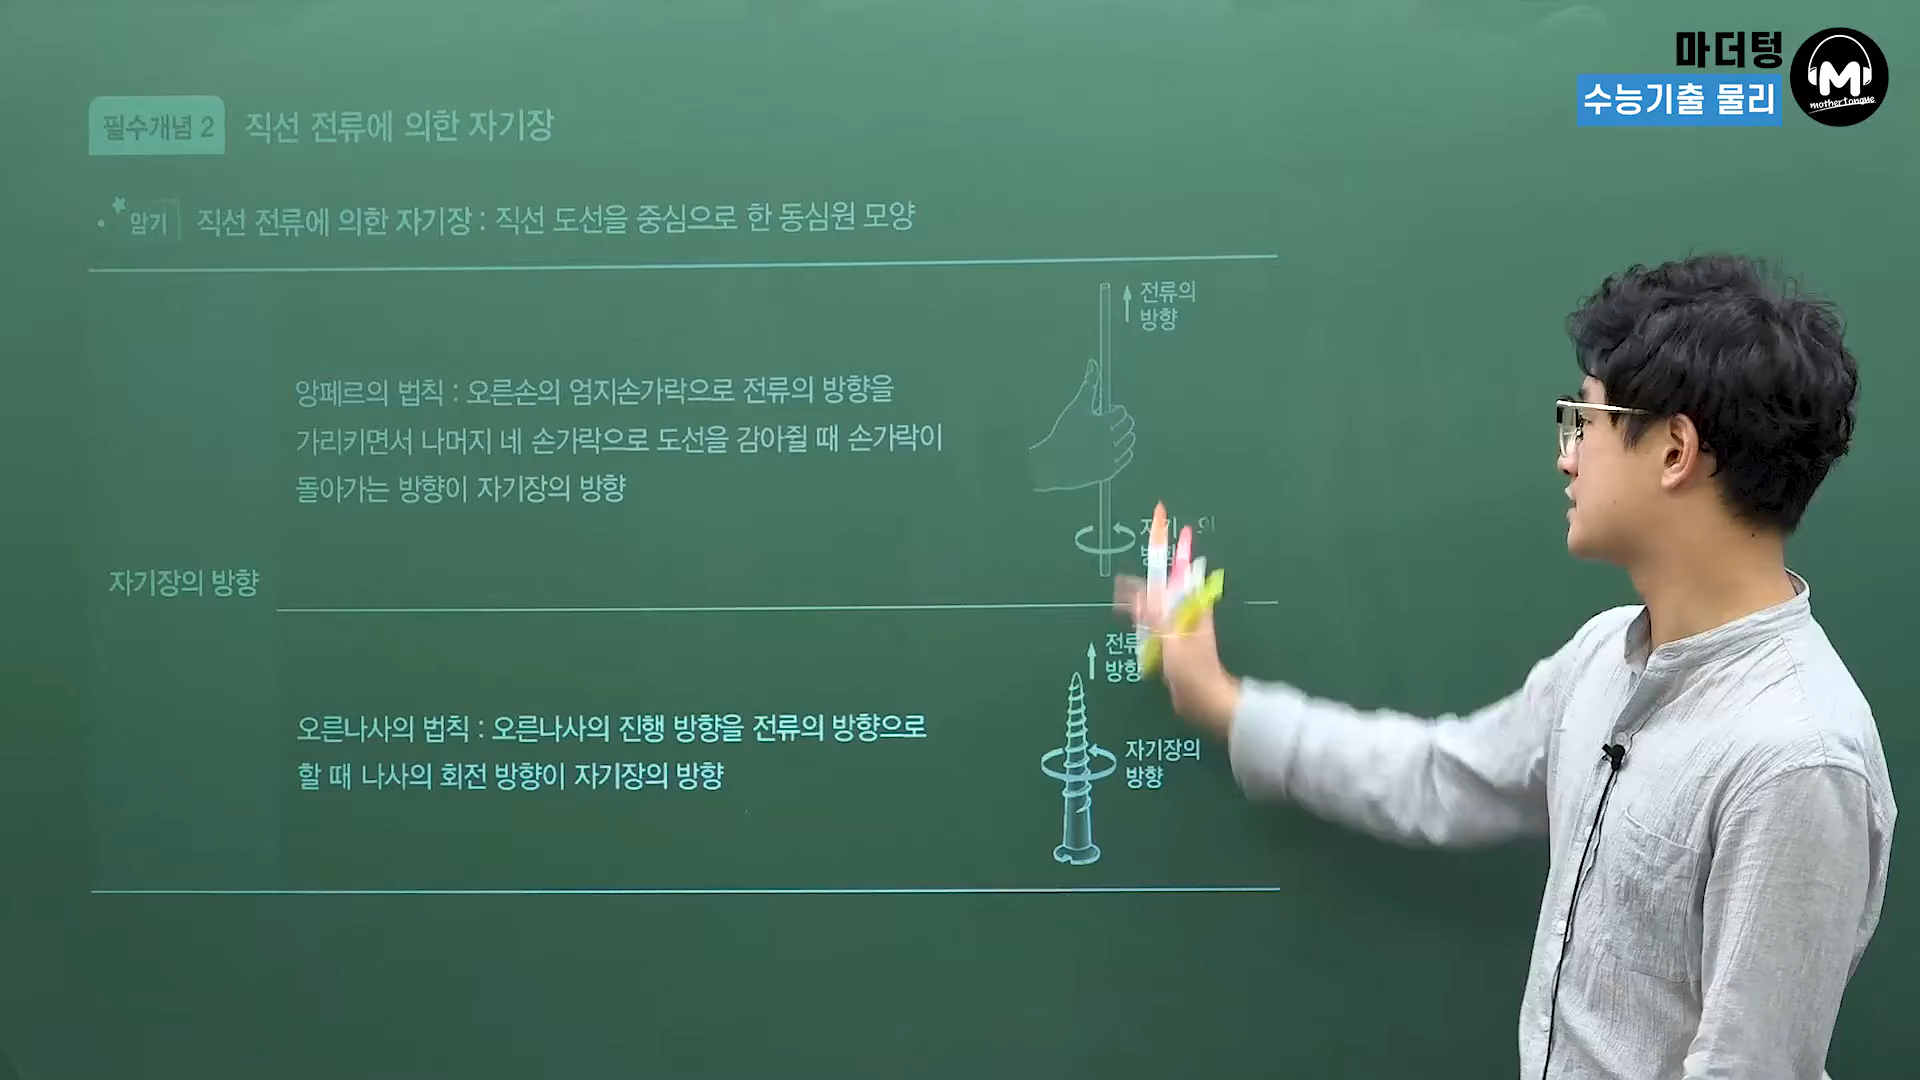 마더텅
수능기출 물리
M
mothertongue
필수개념 2 직선 전류에 의한 자기장
• 암기 직선 전류에 의한 자기장 : 직선 도선을 중심으로 한 동심원 모양
자기장의 방향
앙페르의 법칙 : 오른손의 엄지손가락으로 전류의 방향을
가리키면서 나머지 네 손가락으로 도선을 감아쥘 때 손가락이
돌아가는 방향이 자기장의 방향
전류의
방향
오른나사의 법칙 : 오른나사의 진행 방향을 전류의 방향으로
할 때 나사의 회전 방향이 자기장의 방향
전류
방향
자기장의
방향